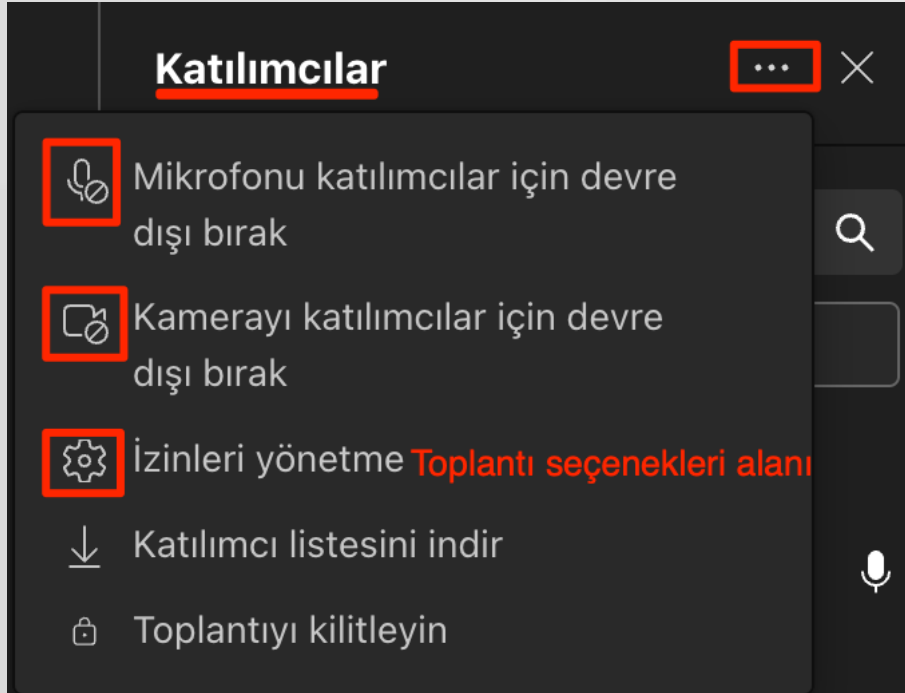 Katılımcılar
Mikrofonu katılımcılar için devre
dışı bırak
Kamerayı katılımcılar için devre
dışı bırak
İzinleri yönetme Toplantı seçenekleri alanı
Katılımcı listesini indir
Toplantıyı kilitleyin